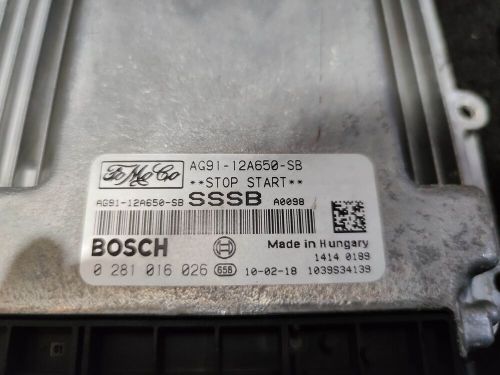 FoMoCo AG91-12A650-SB
**STOP START**
AG91-12A650-SB SSSB A0098
BOSCH Made in Hungary
1414 0189
0 281 016 026 65B 10-02-18 1039S34139